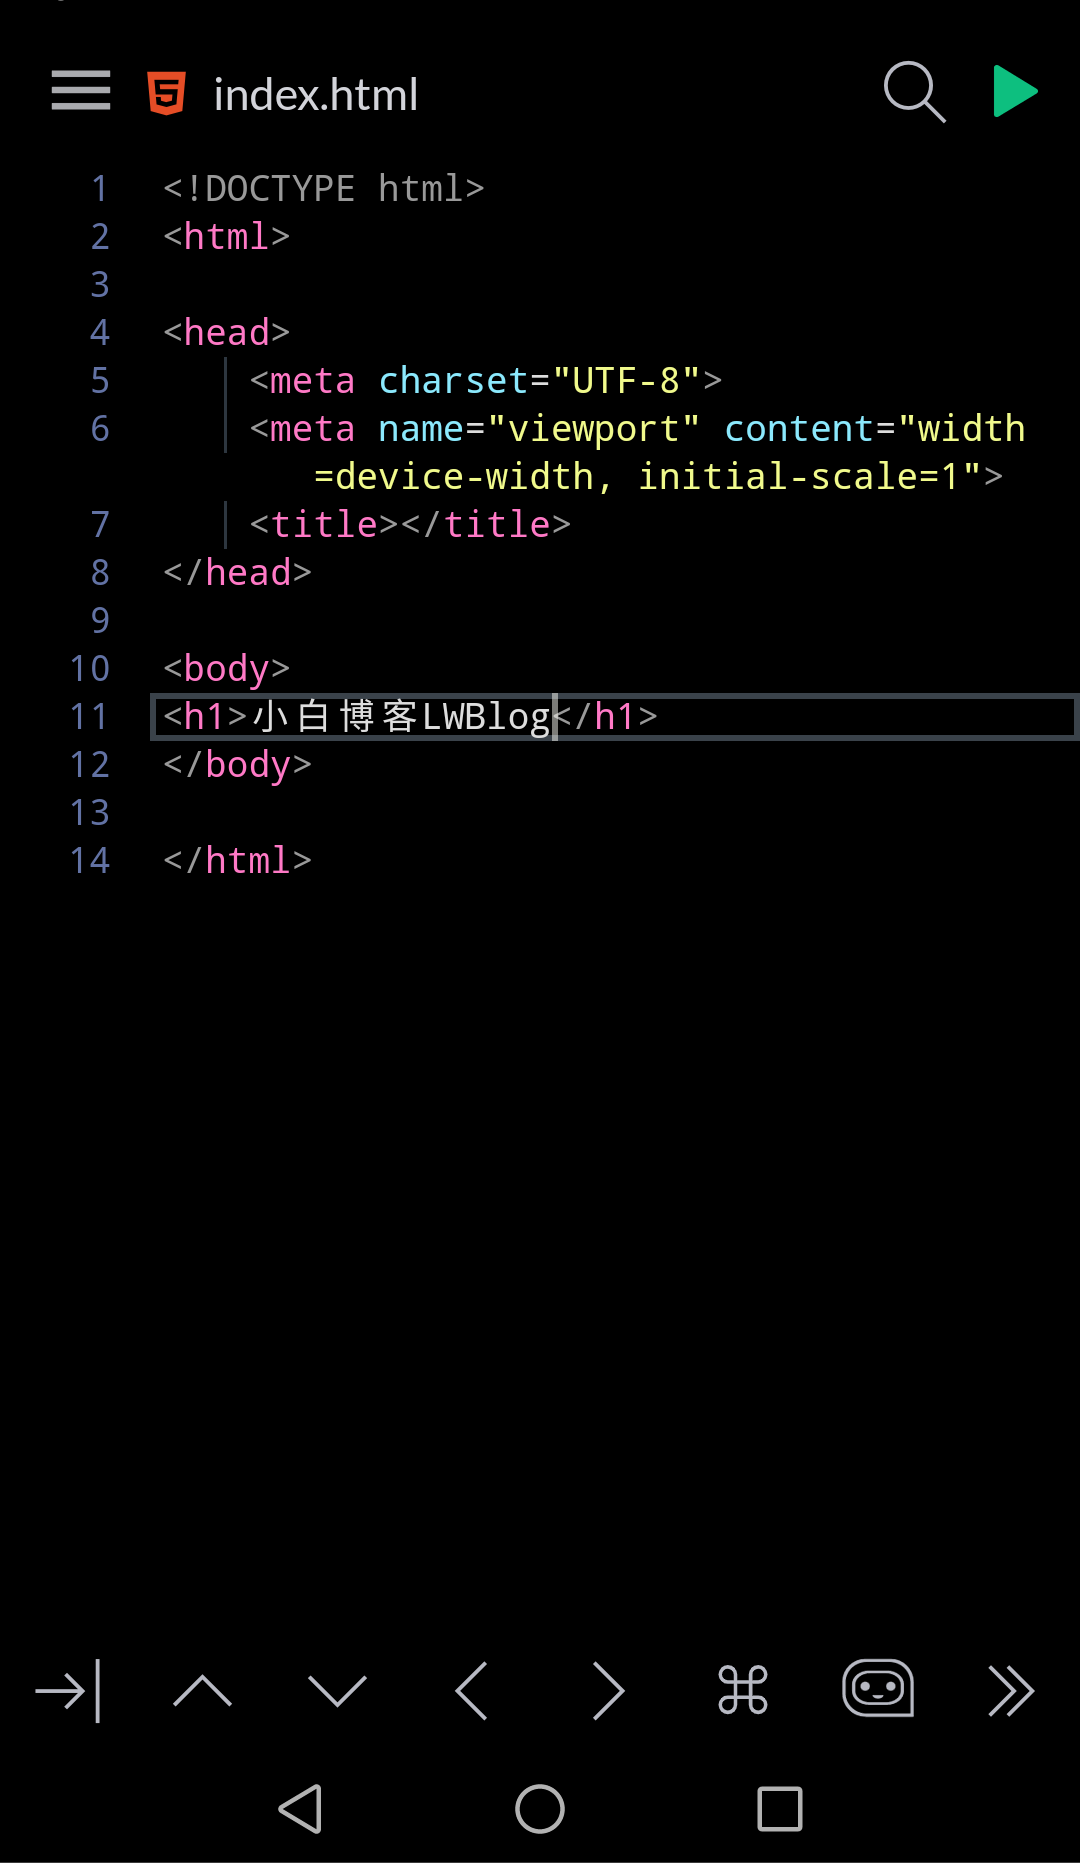 index.html
1 <!DOCTYPE html>
2 <html>
3
4 <head>
5 <meta charset="UTF-8">
6 <meta name="viewport" content="width
=device-width, initial-scale=1">
7 <title></title>
8 </head>
9
10 <body>
11 <h1>小白博客LWBlog</h1>
12 </body>
13
14 </html>